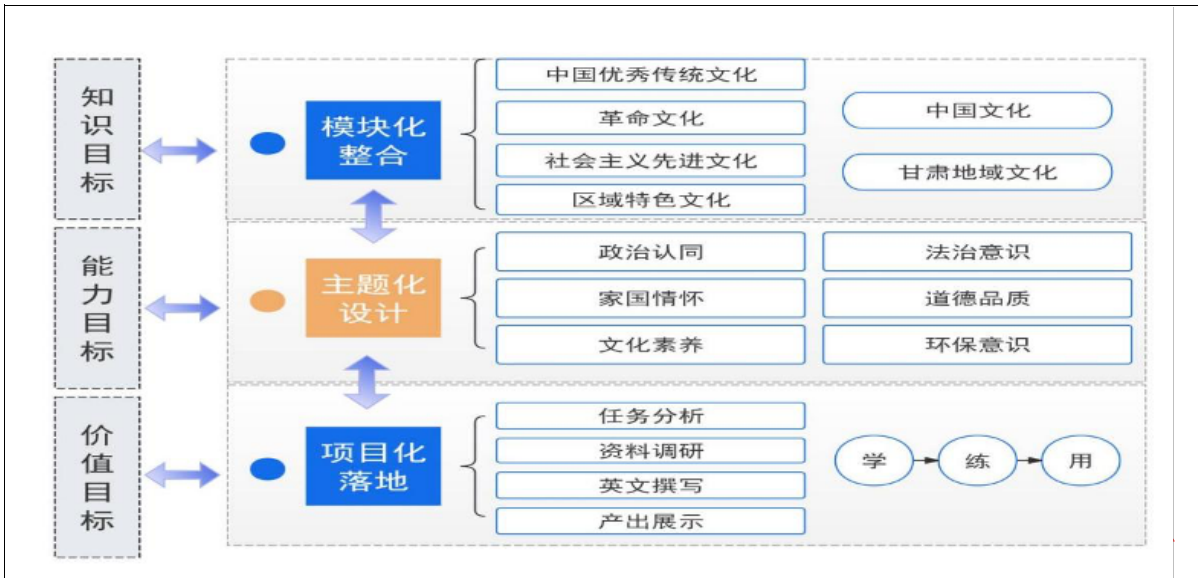 知识目标
模块化
整合
中国优秀传统文化
革命文化
社会主义先进文化
区域特色文化
中国文化
甘肃地域文化
能力目标
主题化
设计
政治认同
家国情怀
文化素养
法治意识
道德品质
环保意识
价值目标
项目化
落地
任务分析
资料调研
英文撰写
产出展示
学
练
用